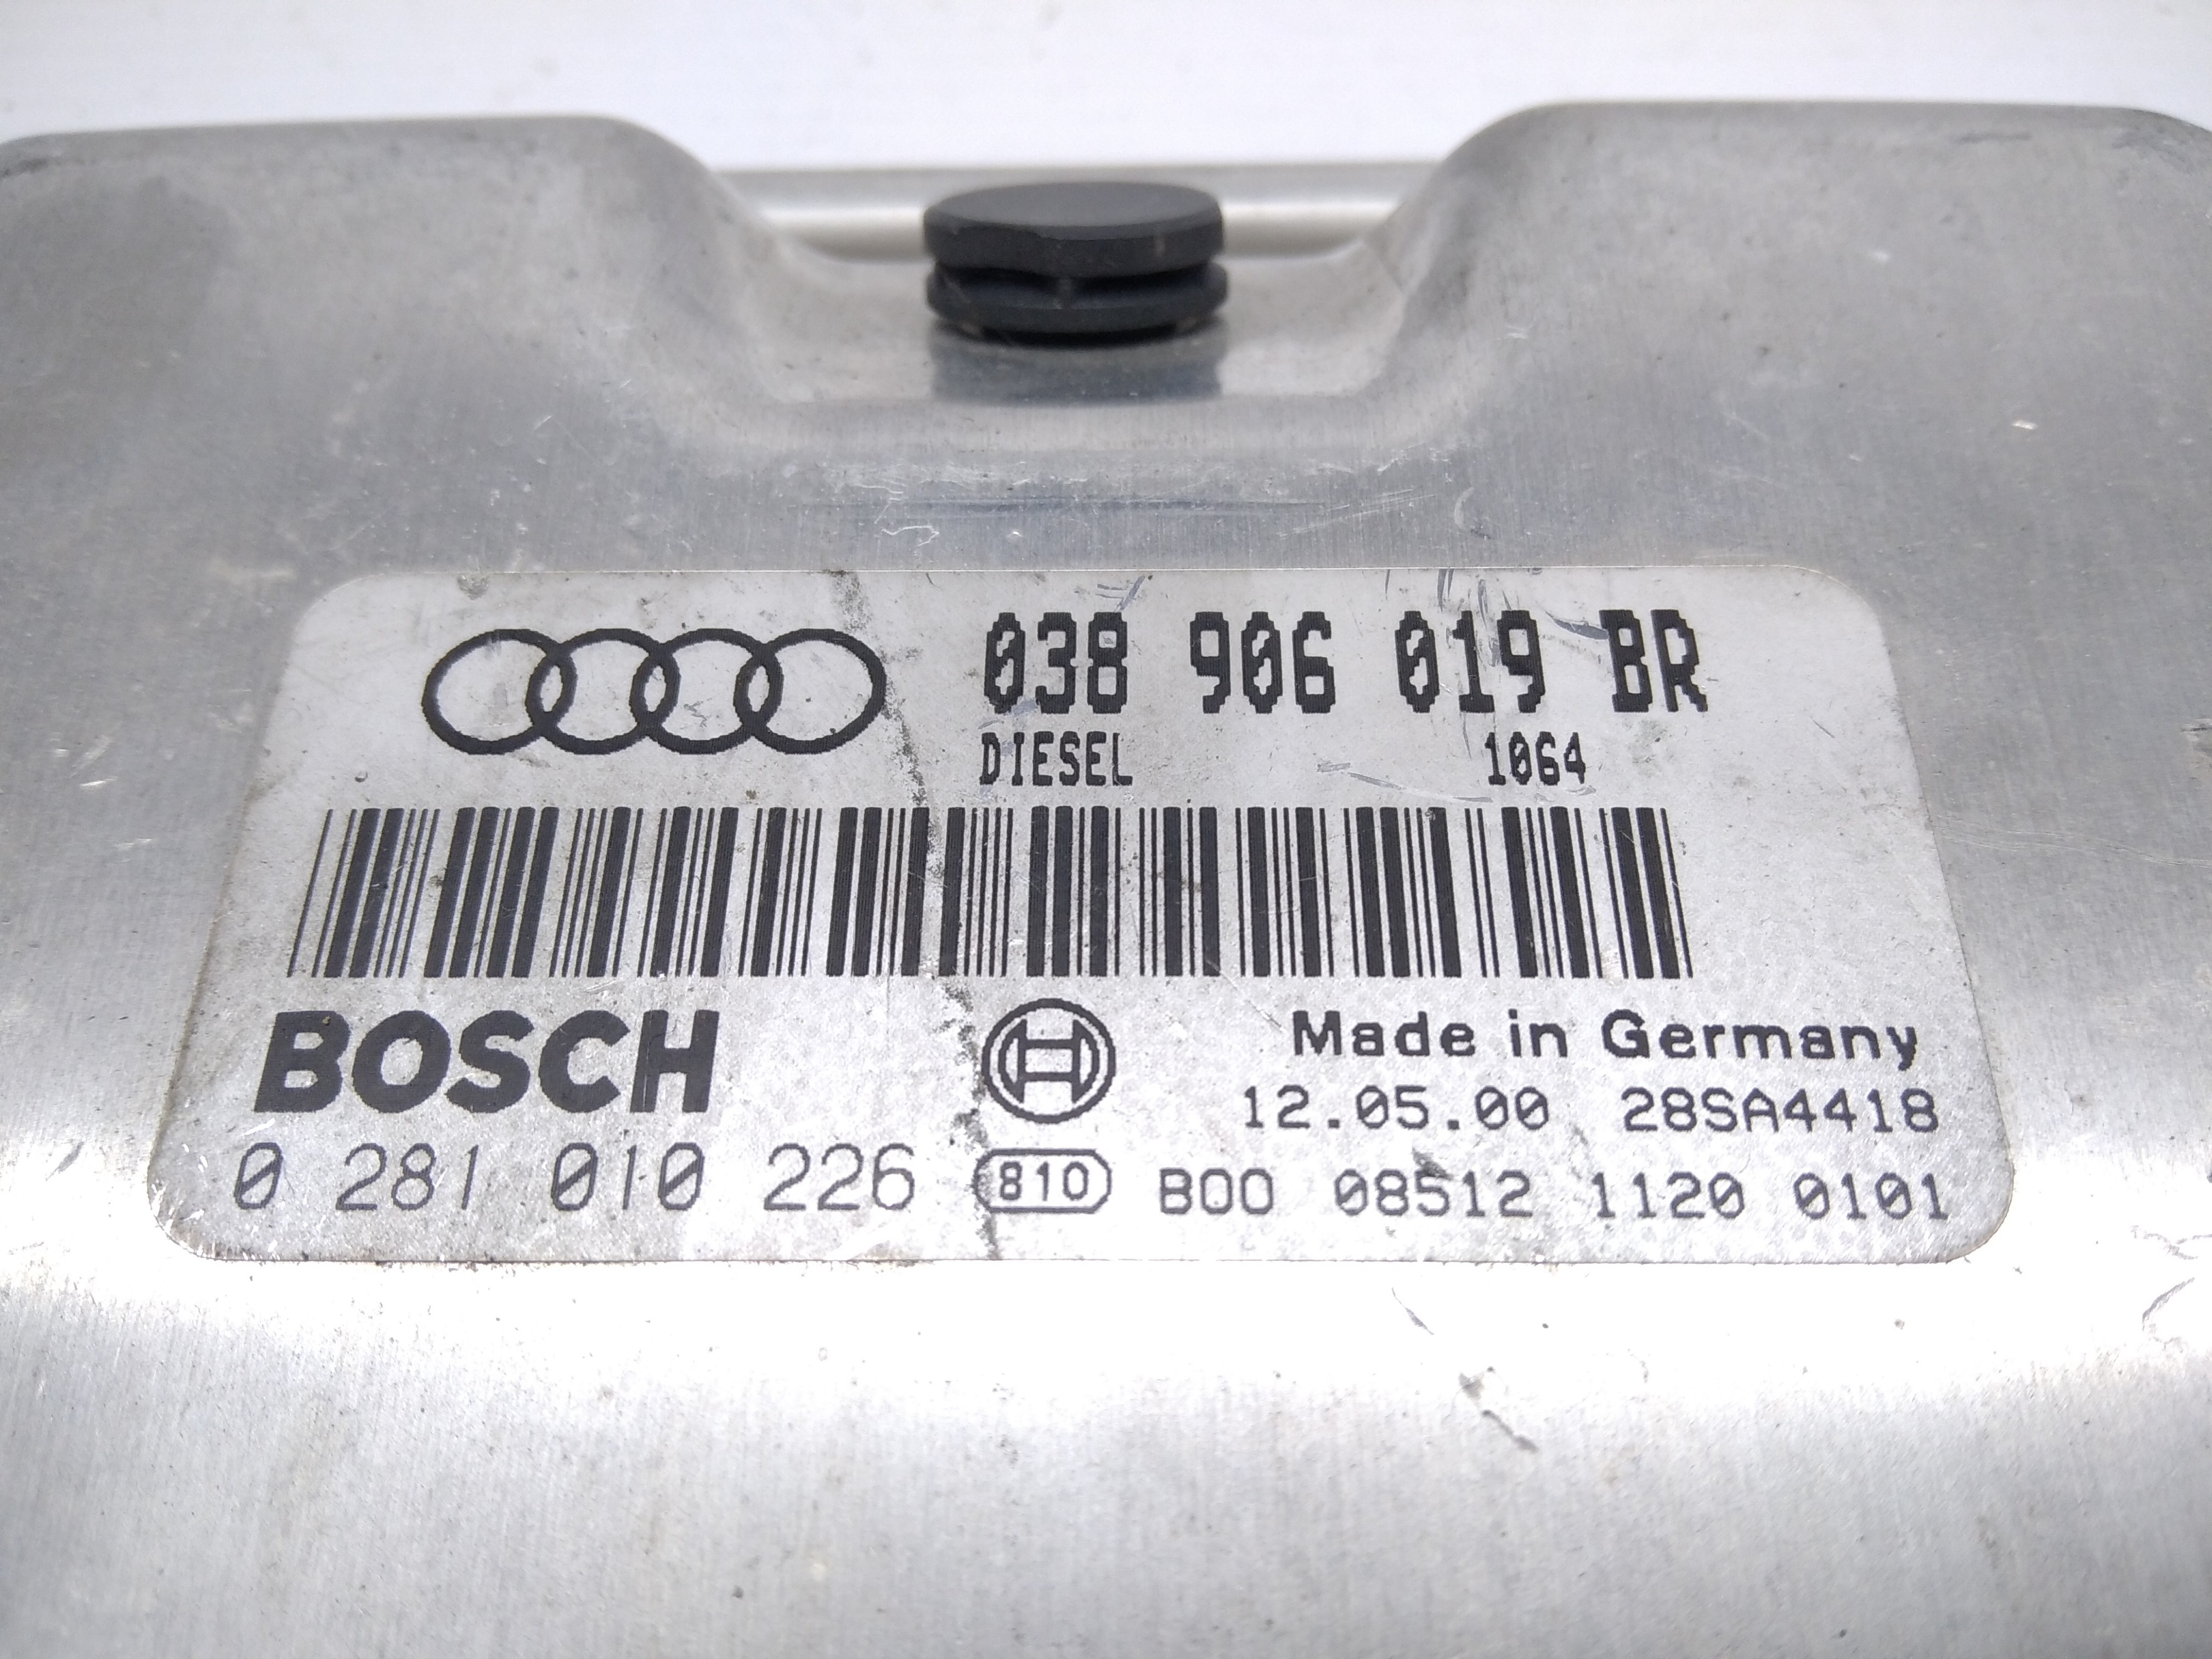 038 906 019 BR
DIESEL 1064
BOSCH
Made in Germany
12.05.00 28SA4418
0 281 010 226 810 B00 08512 1120 0101